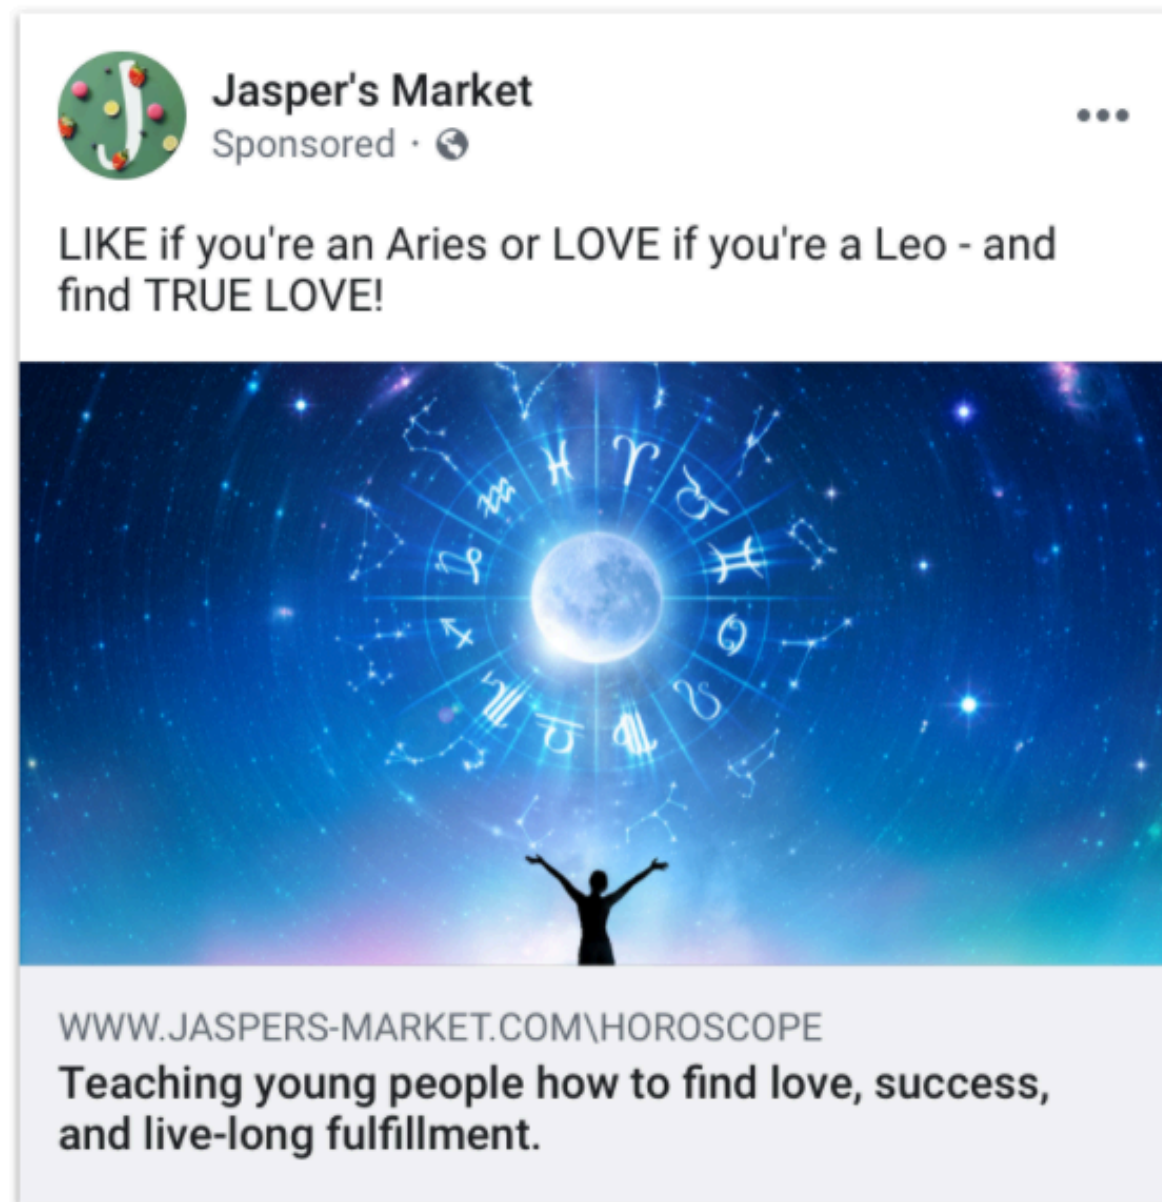 Jasper's Market
Sponsored ·
LIKE if you're an Aries or LOVE if you're a Leo - and
find TRUE LOVE!
WWW.JASPERS-MARKET.COM\HOROSCOPE
Teaching young people how to find love, success,
and live-long fulfillment.